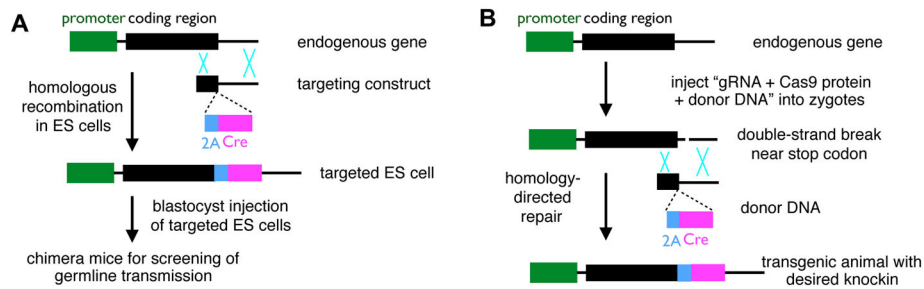 A
promoter coding region
endogenous gene
targeting construct
homologous
recombination
in ES cells
2A Cre
targeted ES cell
blastocyst injection
of targeted ES cells
chimera mice for screening of
germline transmission
B
promoter coding region
endogenous gene
inject “gRNA + Cas9 protein
+ donor DNA” into zygotes
double-strand break
near stop codon
homology-
directed
repair
donor DNA
2A Cre
transgenic animal with
desired knockin